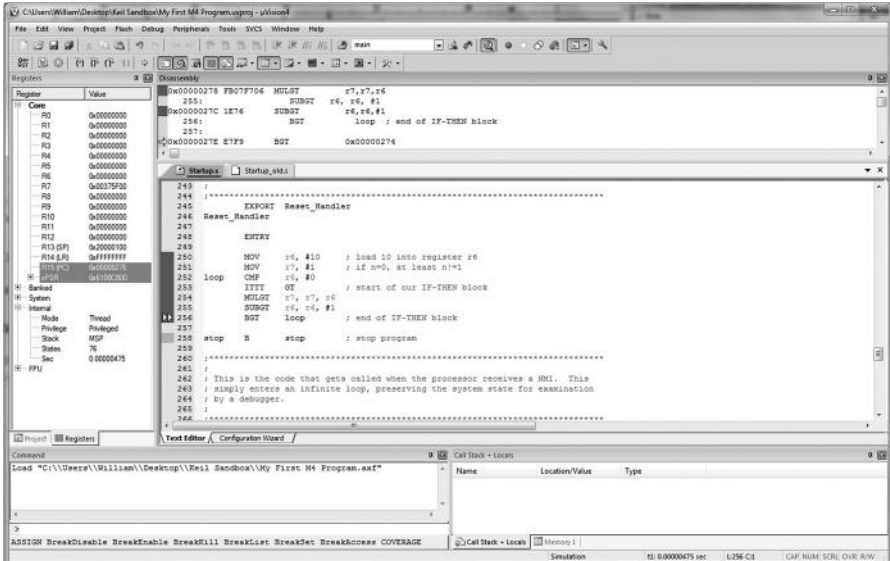 C:\Users\William\Desktop\Keil Sandbox\My First M4 Program.uvproj - µVision4
File Edit View Project Flash Debug Peripherals Tools SVCS Window Help
main
Registers
Register Value
Core
R0 0x00000000
R1 0x00000000
R2 0x00000000
R3 0x00000000
R4 0x00000000
R5 0x00000000
R6 0x00000000
R7 0x00375F00
R8 0x00000000
R9 0x00000000
R10 0x00000000
R11 0x00000000
R12 0x00000000
R13 (SP) 0x20000100
R14 (LR) 0xFFFFFFFF
R15 (PC) 0x0000027E
xPSR
Banked
System
Internal
Mode Thread
Privilege Privileged
Stack MSP
States 76
Sec 0.00000475
FPU
Project Registers
Disassembly
0x00000278 FB07F706 MULGT r7,r7,r6
255: SUBGT r6, r6, #1
0x0000027C 1E76 SUBGT r6,r6,#1
256: BGT loop ; end of IF-THEN block
257:
0x0000027E E7F9 BGT 0x00000274
Startup.s Startup_old.s
243 ;
244 ;******************************************************************************
245 EXPORT Reset_Handler
246 Reset_Handler
247
248 ENTRY
249
250 MOV r6, #10 ; load 10 into register r6
251 MOV r7, #1 ; if n=0, at least n!=1
252 loop CMP r6, #0
253 ITTT GT ; start of our IF-THEN block
254 MULGT r7, r7, r6
255 SUBGT r6, r6, #1
256 BGT loop ; end of IF-THEN block
257
258 stop B stop ; stop program
259
260 ;******************************************************************************
261 ;
262 ; This is the code that gets called when the processor receives a NMI. This
263 ; simply enters an infinite loop, preserving the system state for examination
264 ; by a debugger.
265 ;
266 ;******************************************************************************
Text Editor Configuration Wizard
Command
Load "C:\\Users\\William\\Desktop\\Keil Sandbox\\My First M4 Program.axf"
>
ASSIGN BreakDisable BreakEnable BreakKill BreakList BreakSet BreakAccess COVERAGE
Call Stack + Locals
Name Location/Value Type
Call Stack + Locals Memory 1
Simulation t1: 0.00000475 sec L:256 C:1 CAP NUM SCRL OVR R/W